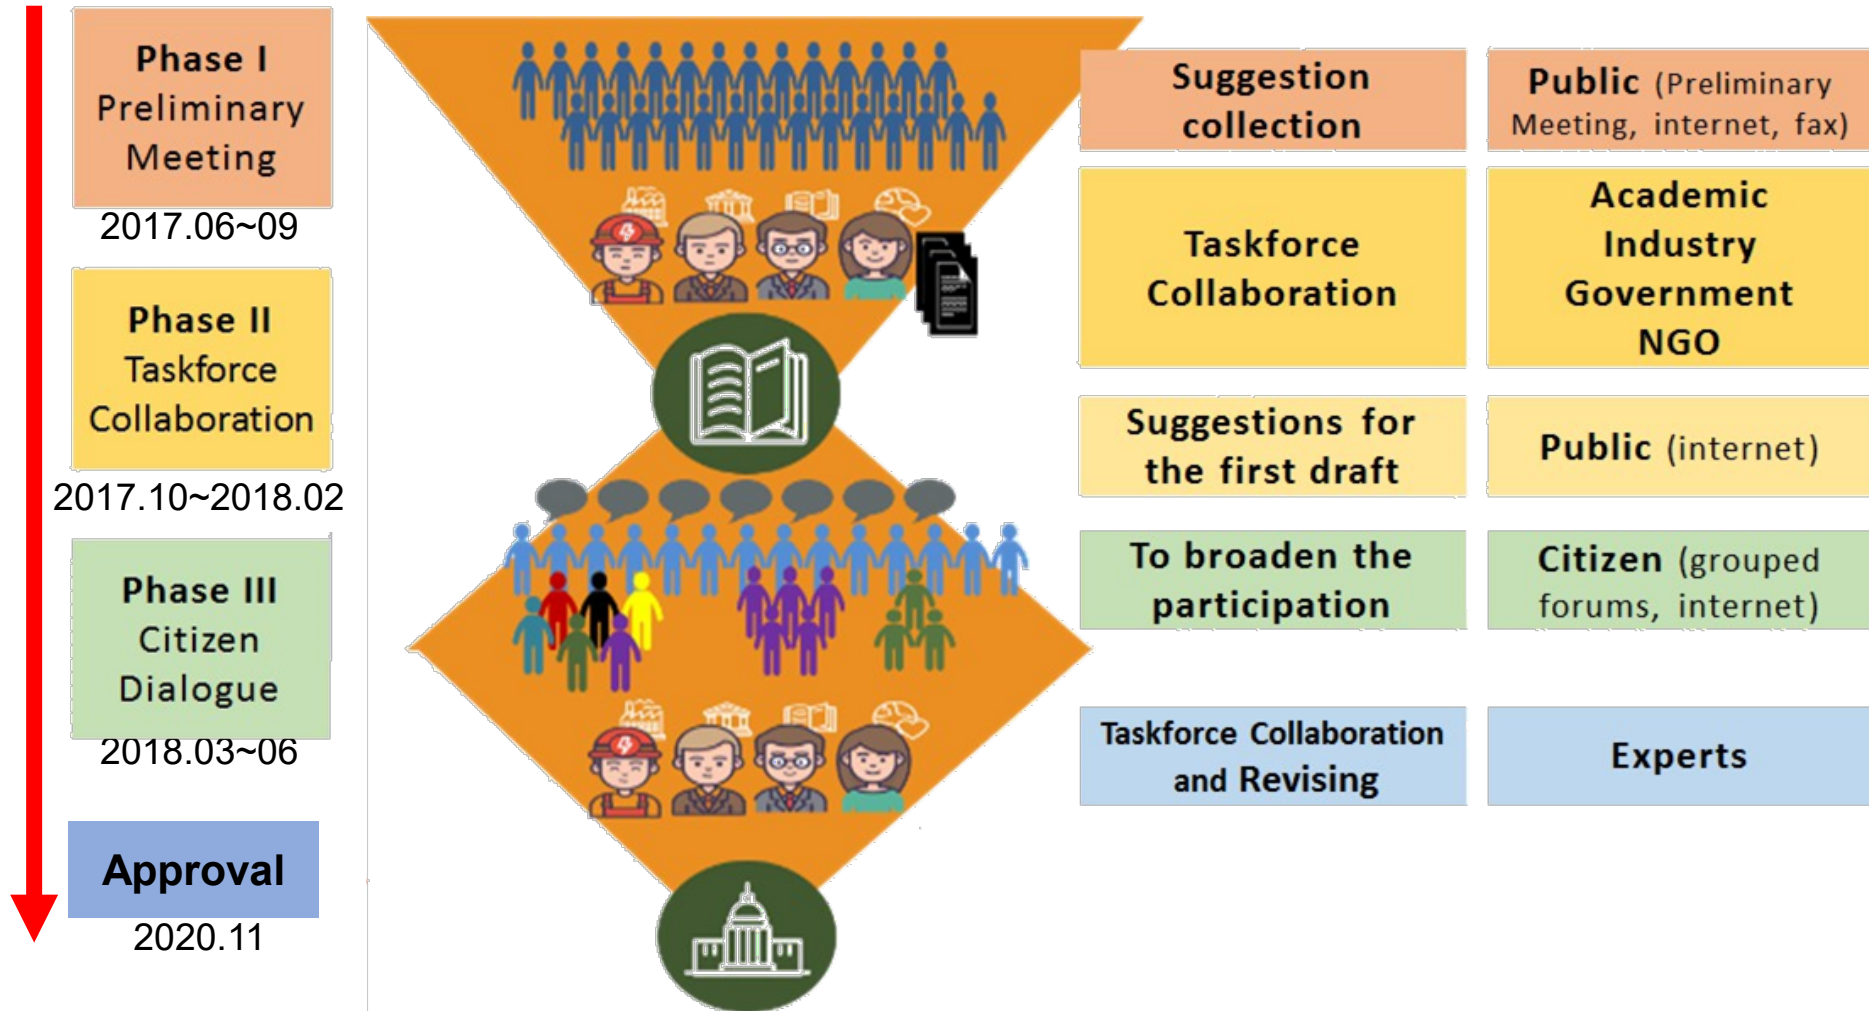 Phase I
Preliminary
Meeting
2017.06~09
Phase II
Taskforce
Collaboration
2017.10~2018.02
Phase III
Citizen
Dialogue
2018.03~06
Approval
2020.11
Suggestion
collection
Public (Preliminary
Meeting, internet, fax)
Taskforce
Collaboration
Academic
Industry
Government
NGO
Suggestions for
the first draft
Public (internet)
To broaden the
participation
Citizen (grouped
forums, internet)
Taskforce Collaboration
and Revising
Experts